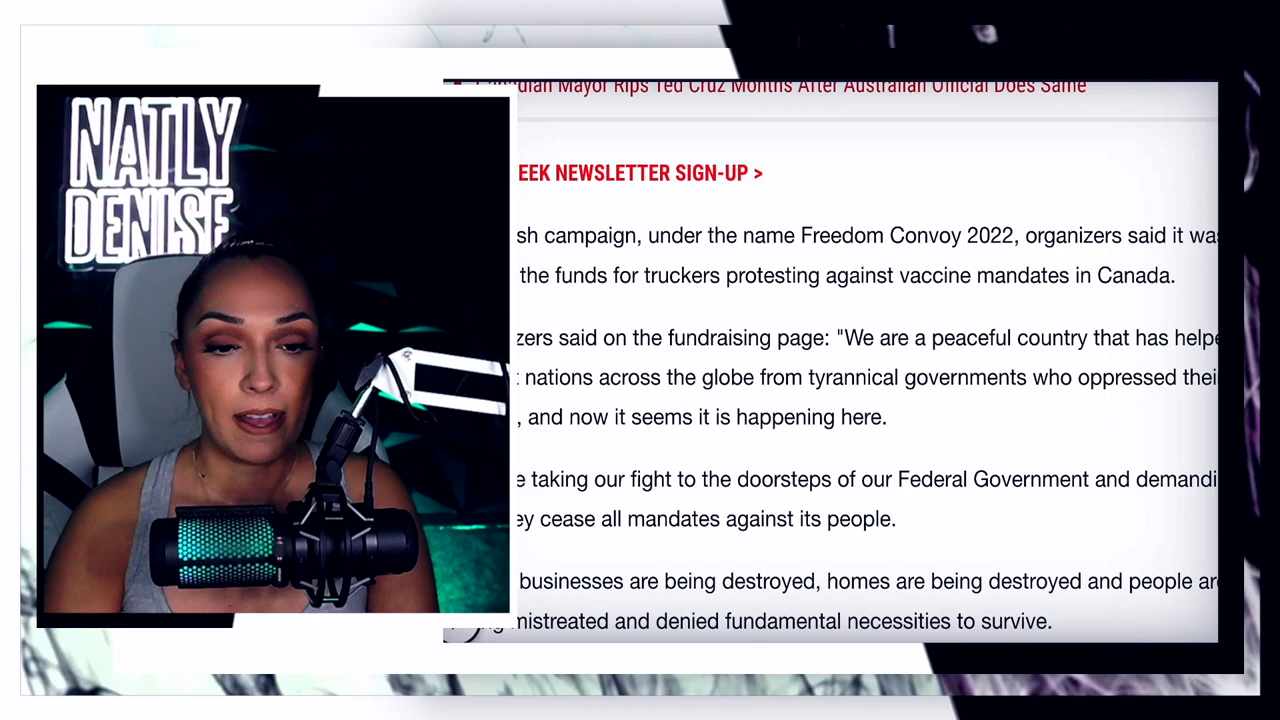 NATLY
DENISE
Canadian Mayor Rips Ted Cruz Months After Australian Official Does Same
EEK NEWSLETTER SIGN-UP >
sh campaign, under the name Freedom Convoy 2022, organizers said it was
the funds for truckers protesting against vaccine mandates in Canada.
zers said on the fundraising page: "We are a peaceful country that has helpe
nations across the globe from tyrannical governments who oppressed thei
, and now it seems it is happening here.
e taking our fight to the doorsteps of our Federal Government and demandi
ey cease all mandates against its people.
businesses are being destroyed, homes are being destroyed and people are
mistreated and denied fundamental necessities to survive.